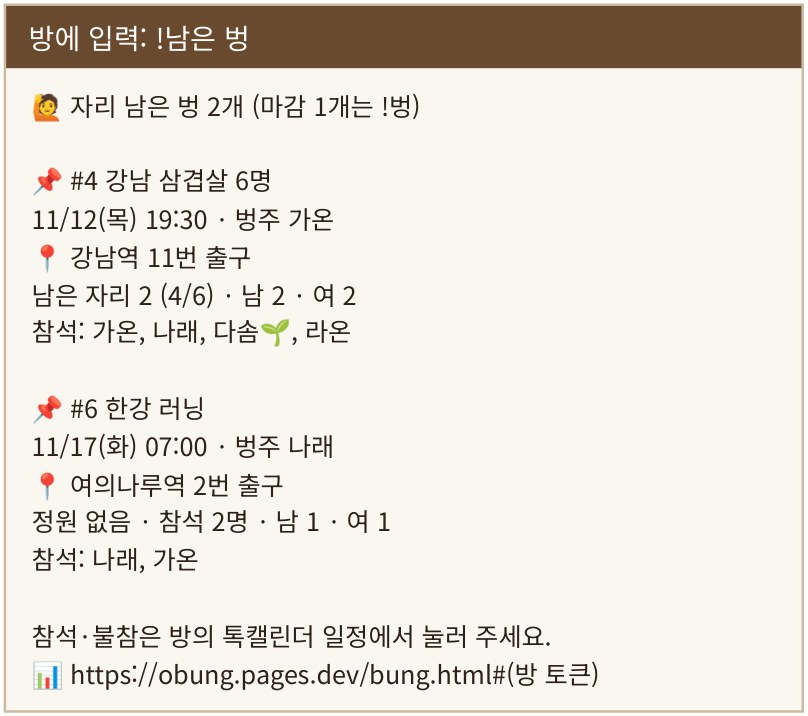 방에 입력: !남은 벙
🙋 자리 남은 벙 2개 (마감 1개는 !벙)
📌 #4 강남 삼겹살 6명
11/12(목) 19:30 · 벙주 가온
📍 강남역 11번 출구
남은 자리 2 (4/6) · 남 2 · 여 2
참석: 가온, 나래, 다솜🌱, 라온
📌 #6 한강 러닝
11/17(화) 07:00 · 벙주 나래
📍 여의나루역 2번 출구
정원 없음 · 참석 2명 · 남 1 · 여 1
참석: 나래, 가온
참석·불참은 방의 톡캘린더 일정에서 눌러 주세요.
📊 https://obung.pages.dev/bung.html#(방 토큰)